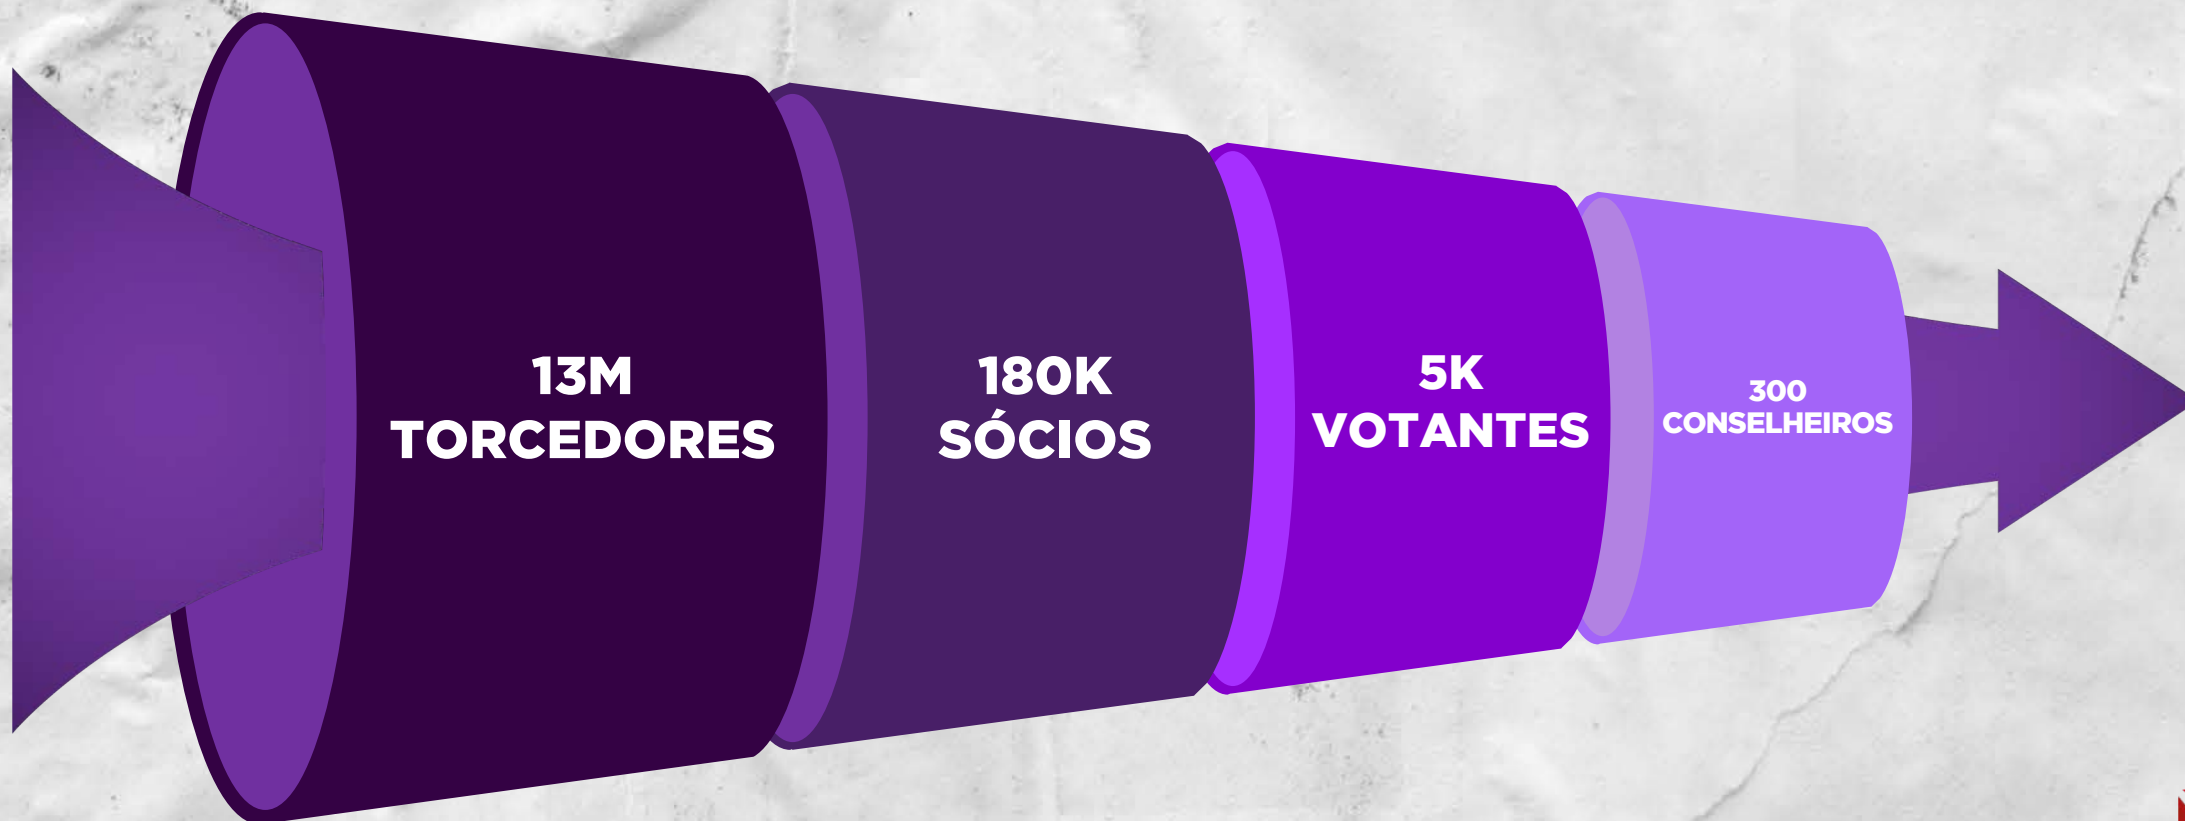 13M
TORCEDORES
180K
SÓCIOS
5K
VOTANTES
300
CONSELHEIROS